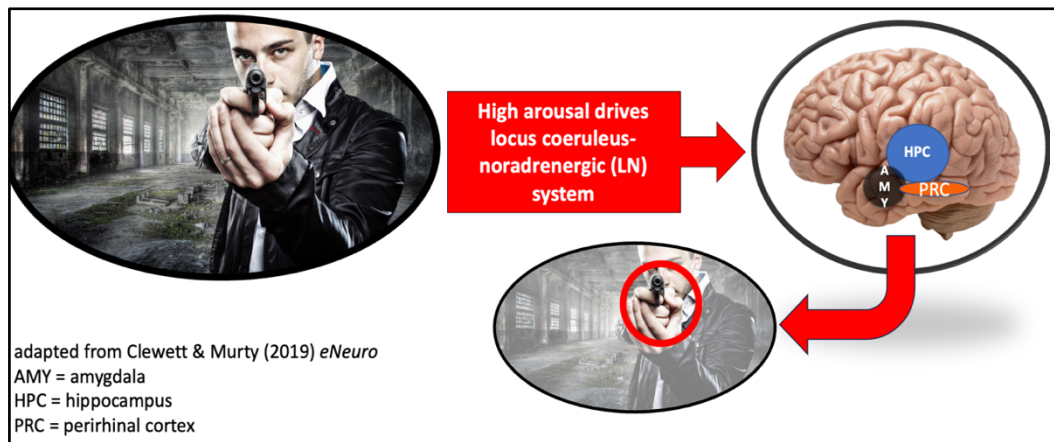 High arousal drives
locus coeruleus-
noradrenergic (LN)
system
HPC
A
M
Y
PRC
adapted from Clewett & Murty (2019) eNeuro
AMY = amygdala
HPC = hippocampus
PRC = perirhinal cortex